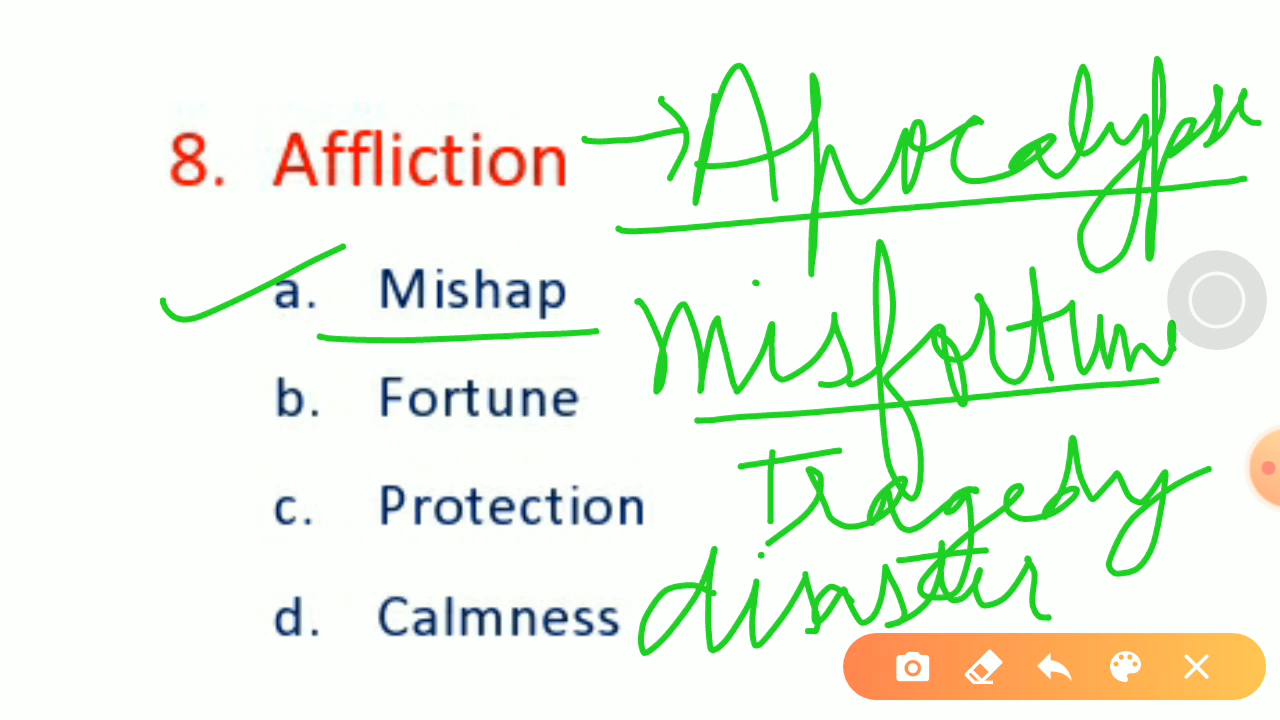 8. Affliction → Apocalypse
a. Mishap misfortune
b. Fortune
c. Protection Tragedy
d. Calmness disaster